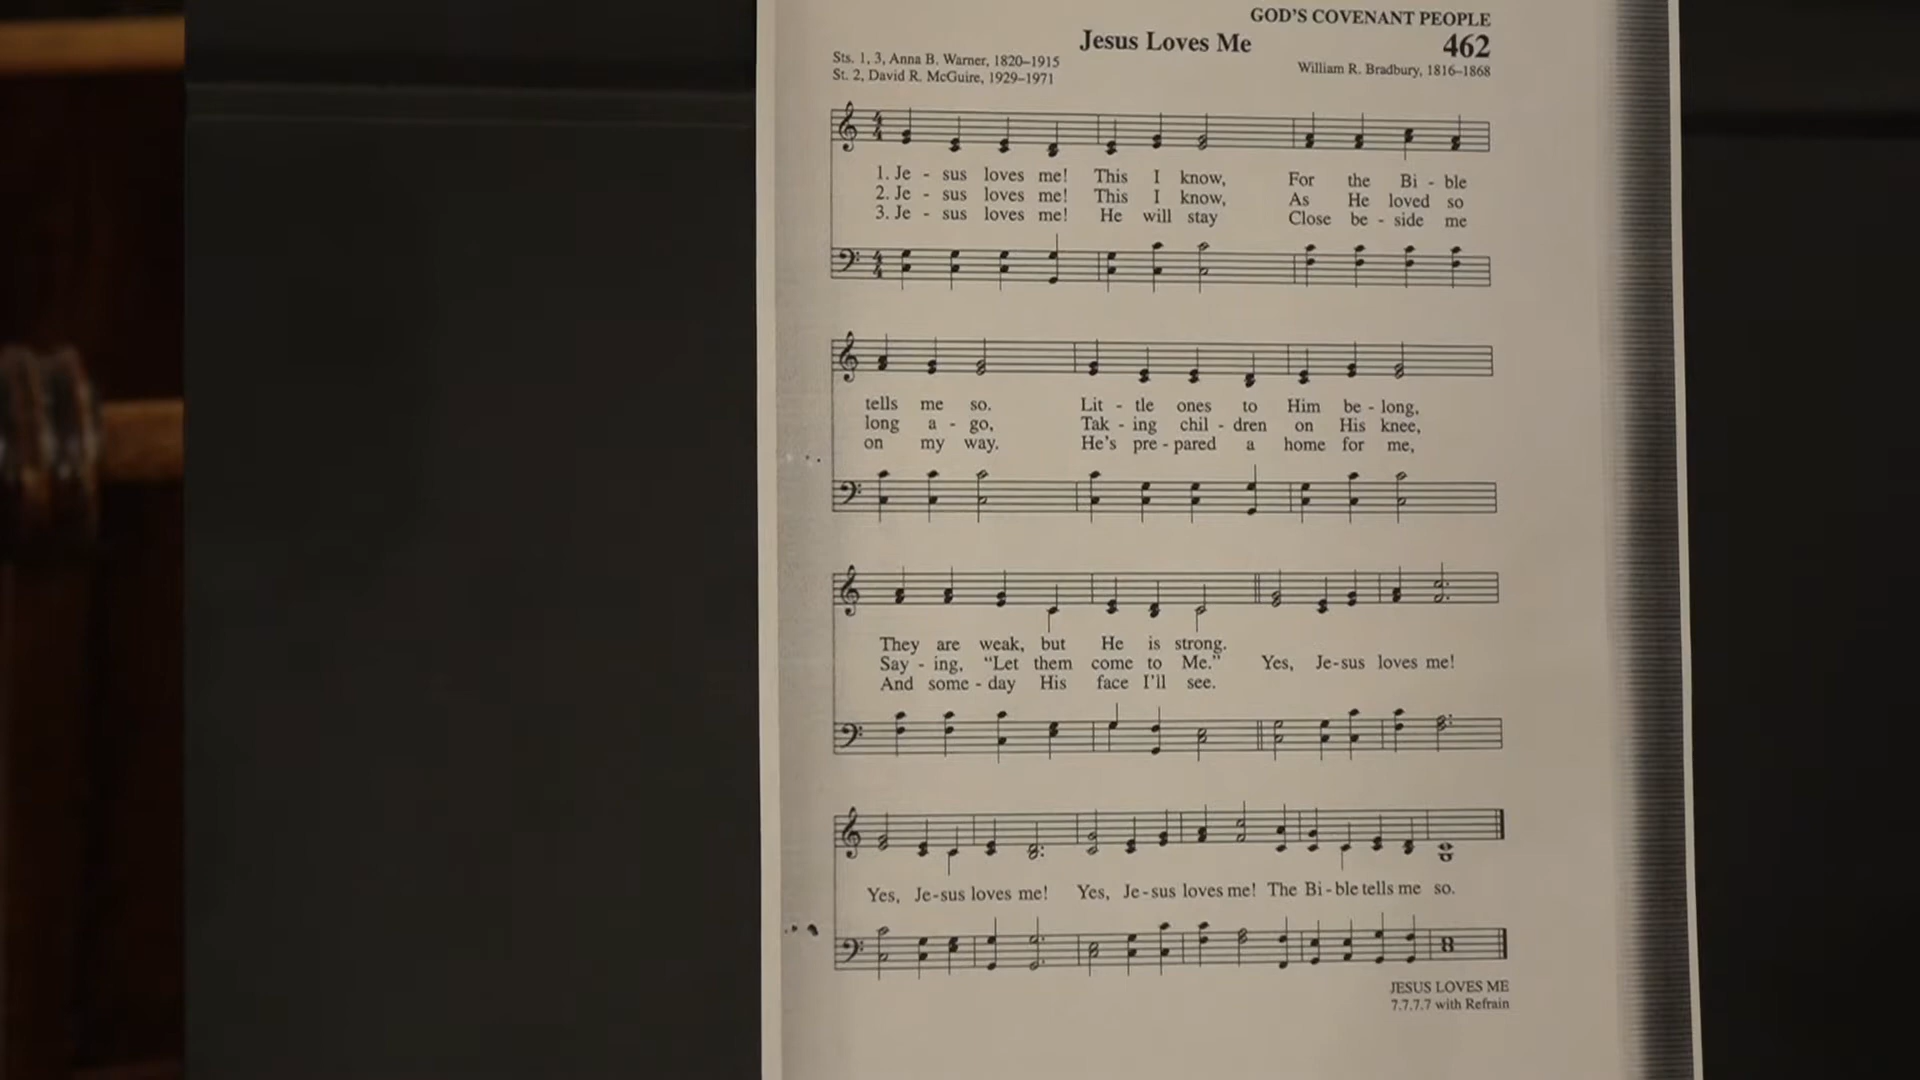 GOD'S COVENANT PEOPLE
Jesus Loves Me
462
Sts. 1, 3, Anna B. Warner, 1820–1915
St. 2, David R. McGuire, 1929–1971
William R. Bradbury, 1816–1868
1. Je - sus loves me! This I know, For the Bi - ble
2. Je - sus loves me! This I know, As He loved so
3. Je - sus loves me! He will stay Close be - side me
tells me so. Lit - tle ones to Him be - long,
long a - go, Tak - ing chil - dren on His knee,
on my way. He's pre - pared a home for me,
They are weak, but He is strong.
Say - ing, “Let them come to Me.” Yes, Je-sus loves me!
And some - day His face I'll see.
Yes, Je-sus loves me! Yes, Je-sus loves me! The Bi-ble tells me so.
JESUS LOVES ME
7.7.7.7 with Refrain